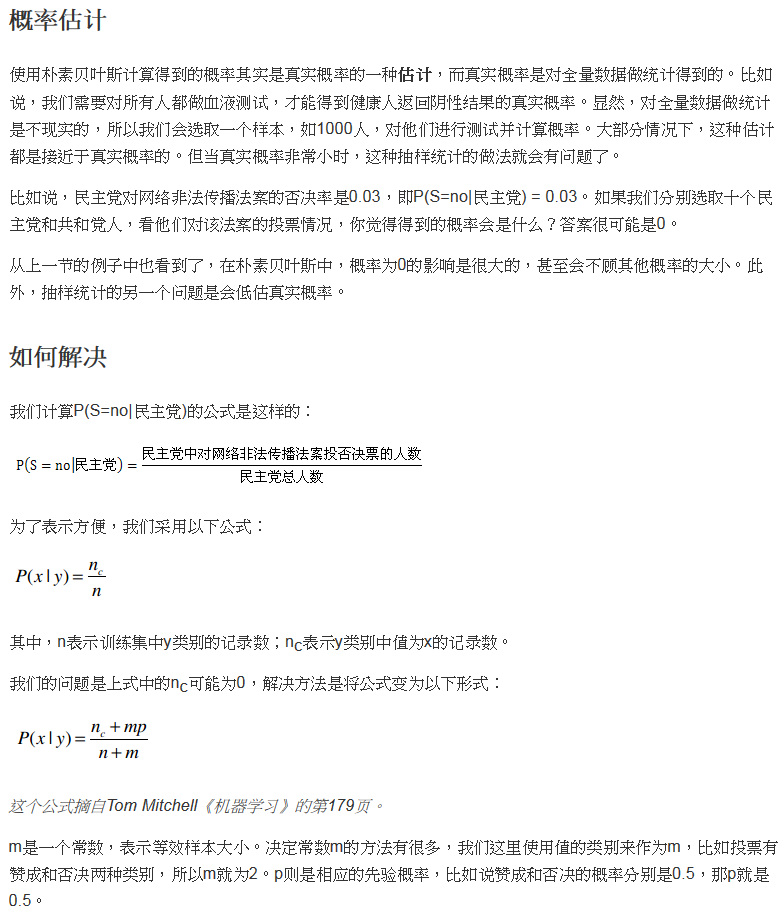 概率估计
使用朴素贝叶斯计算得到的概率其实是真实概率的一种估计，而真实概率是对全量数据做统计得到的。比如
说，我们需要对所有人都做血液测试，才能得到健康人返回阴性结果的真实概率。显然，对全量数据做统计
是不现实的，所以我们会选取一个样本，如1000人，对他们进行测试并计算概率。大部分情况下，这种估计
都是接近于真实概率的。但当真实概率非常小时，这种抽样统计的做法就会有问题了。
比如说，民主党对网络非法传播法案的否决率是0.03，即P(S=no|民主党) = 0.03。如果我们分别选取十个民
主党和共和党人，看他们对该法案的投票情况，你觉得得到的概率会是什么？答案很可能是0。
从上一节的例子中也看到了，在朴素贝叶斯中，概率为0的影响是很大的，甚至会不顾其他概率的大小。此
外，抽样统计的另一个问题是会低估真实概率。
如何解决
我们计算P(S=no|民主党)的公式是这样的：
P(S = no|民主党) = 民主党中对网络非法传播法案投否决票的人数 / 民主党总人数
为了表示方便，我们采用以下公式：
P(x | y) = n_c / n
其中，n表示训练集中y类别的记录数；n_c表示y类别中值为x的记录数。
我们的问题是上式中的n_c可能为0，解决方法是将公式变为以下形式：
P(x | y) = (n_c + mp) / (n + m)
这个公式摘自Tom Mitchell《机器学习》的第179页。
m是一个常数，表示等效样本大小。决定常数m的方法有很多，我们这里使用值的类别来作为m，比如投票有
赞成和否决两种类别，所以m就为2。p则是相应的先验概率，比如说赞成和否决的概率分别是0.5，那p就是
0.5。